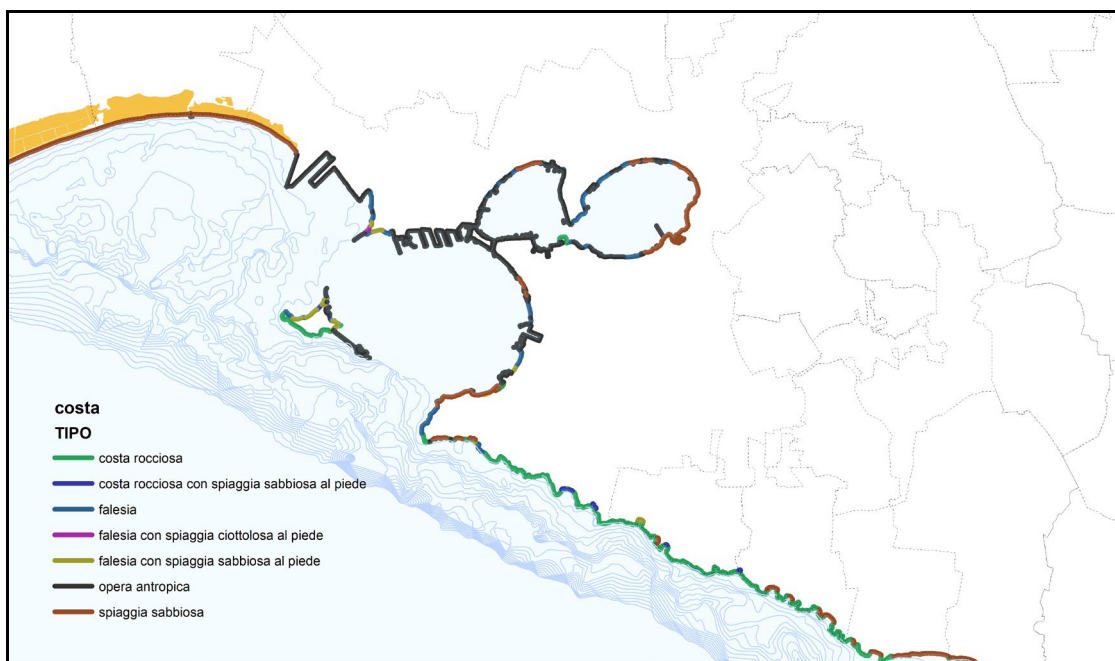 costa
TIPO
costa rocciosa
costa rocciosa con spiaggia sabbiosa al piede
falesia
falesia con spiaggia ciottolosa al piede
falesia con spiaggia sabbiosa al piede
opera antropica
spiaggia sabbiosa